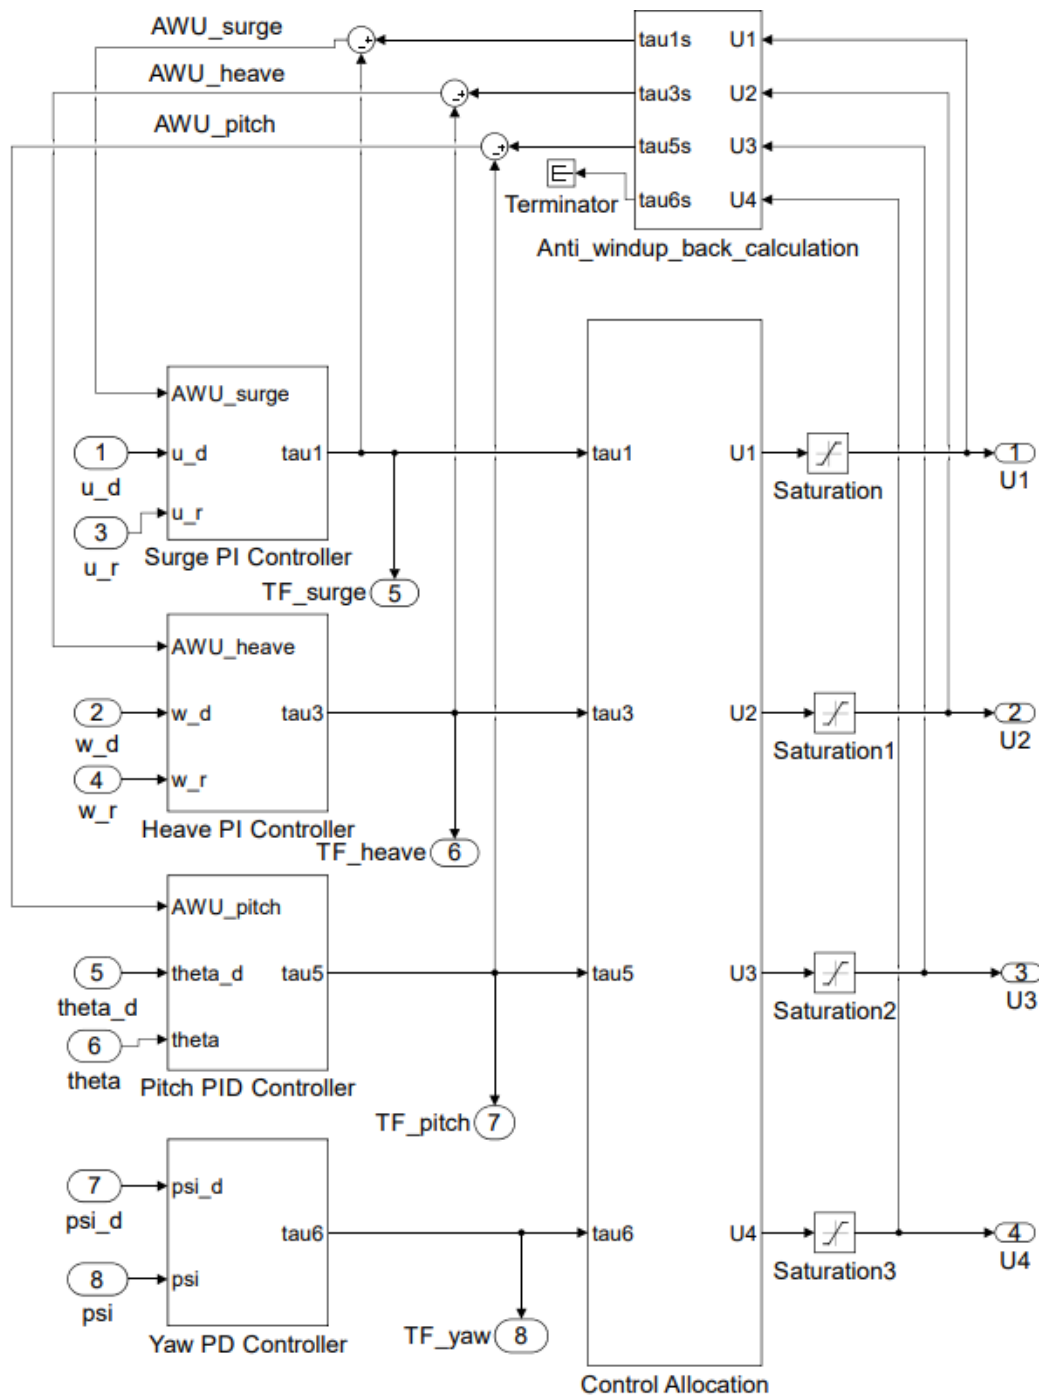 AWU_surge
- +
tau1s
U1
AWU_heave
- +
tau3s
U2
AWU_pitch
- +
tau5s
U3
Terminator
tau6s
U4
Anti_windup_back_calculation
AWU_surge
1
u_d
u_d
tau1
tau1
U1
Saturation
1
U1
3
u_r
u_r
Surge PI Controller
TF_surge
5
AWU_heave
2
w_d
w_d
tau3
tau3
U2
Saturation1
2
U2
4
w_r
w_r
Heave PI Controller
TF_heave
6
AWU_pitch
5
theta_d
theta_d
tau5
tau5
U3
Saturation2
3
U3
6
theta
theta
Pitch PID Controller
TF_pitch
7
7
psi_d
psi_d
tau6
tau6
U4
Saturation3
4
U4
8
psi
psi
Yaw PD Controller
TF_yaw
8
Control Allocation